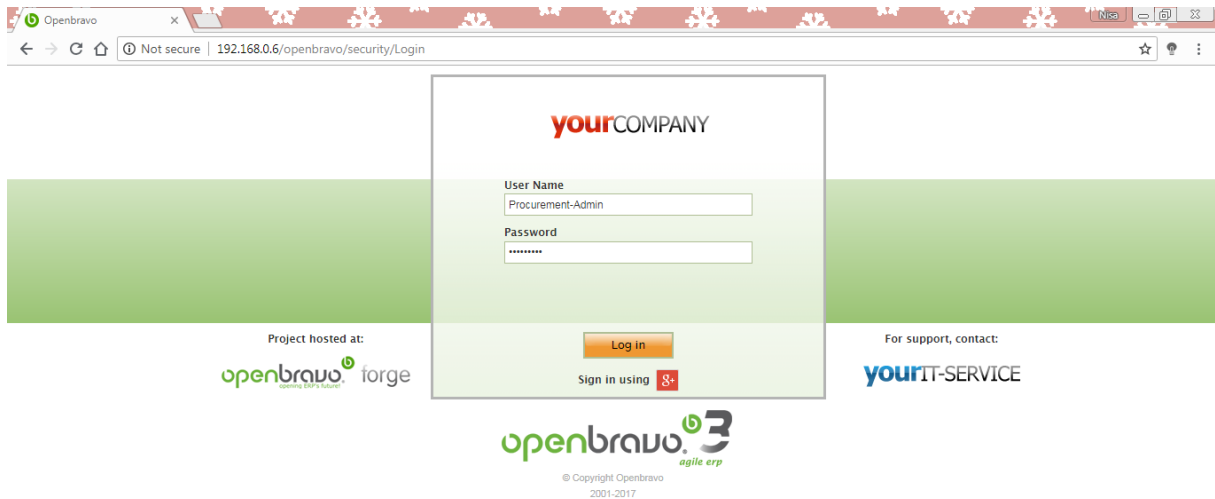 Openbravo
Nisa
Not secure | 192.168.0.6/openbravo/security/Login
yourCOMPANY
User Name
Procurement-Admin
Password
•••••••••
Log in
Sign in using g+
Project hosted at:
openbravo. forge
opening ERP's future!
For support, contact:
yourIT-SERVICE
openbravo.3
agile erp
© Copyright Openbravo
2001-2017